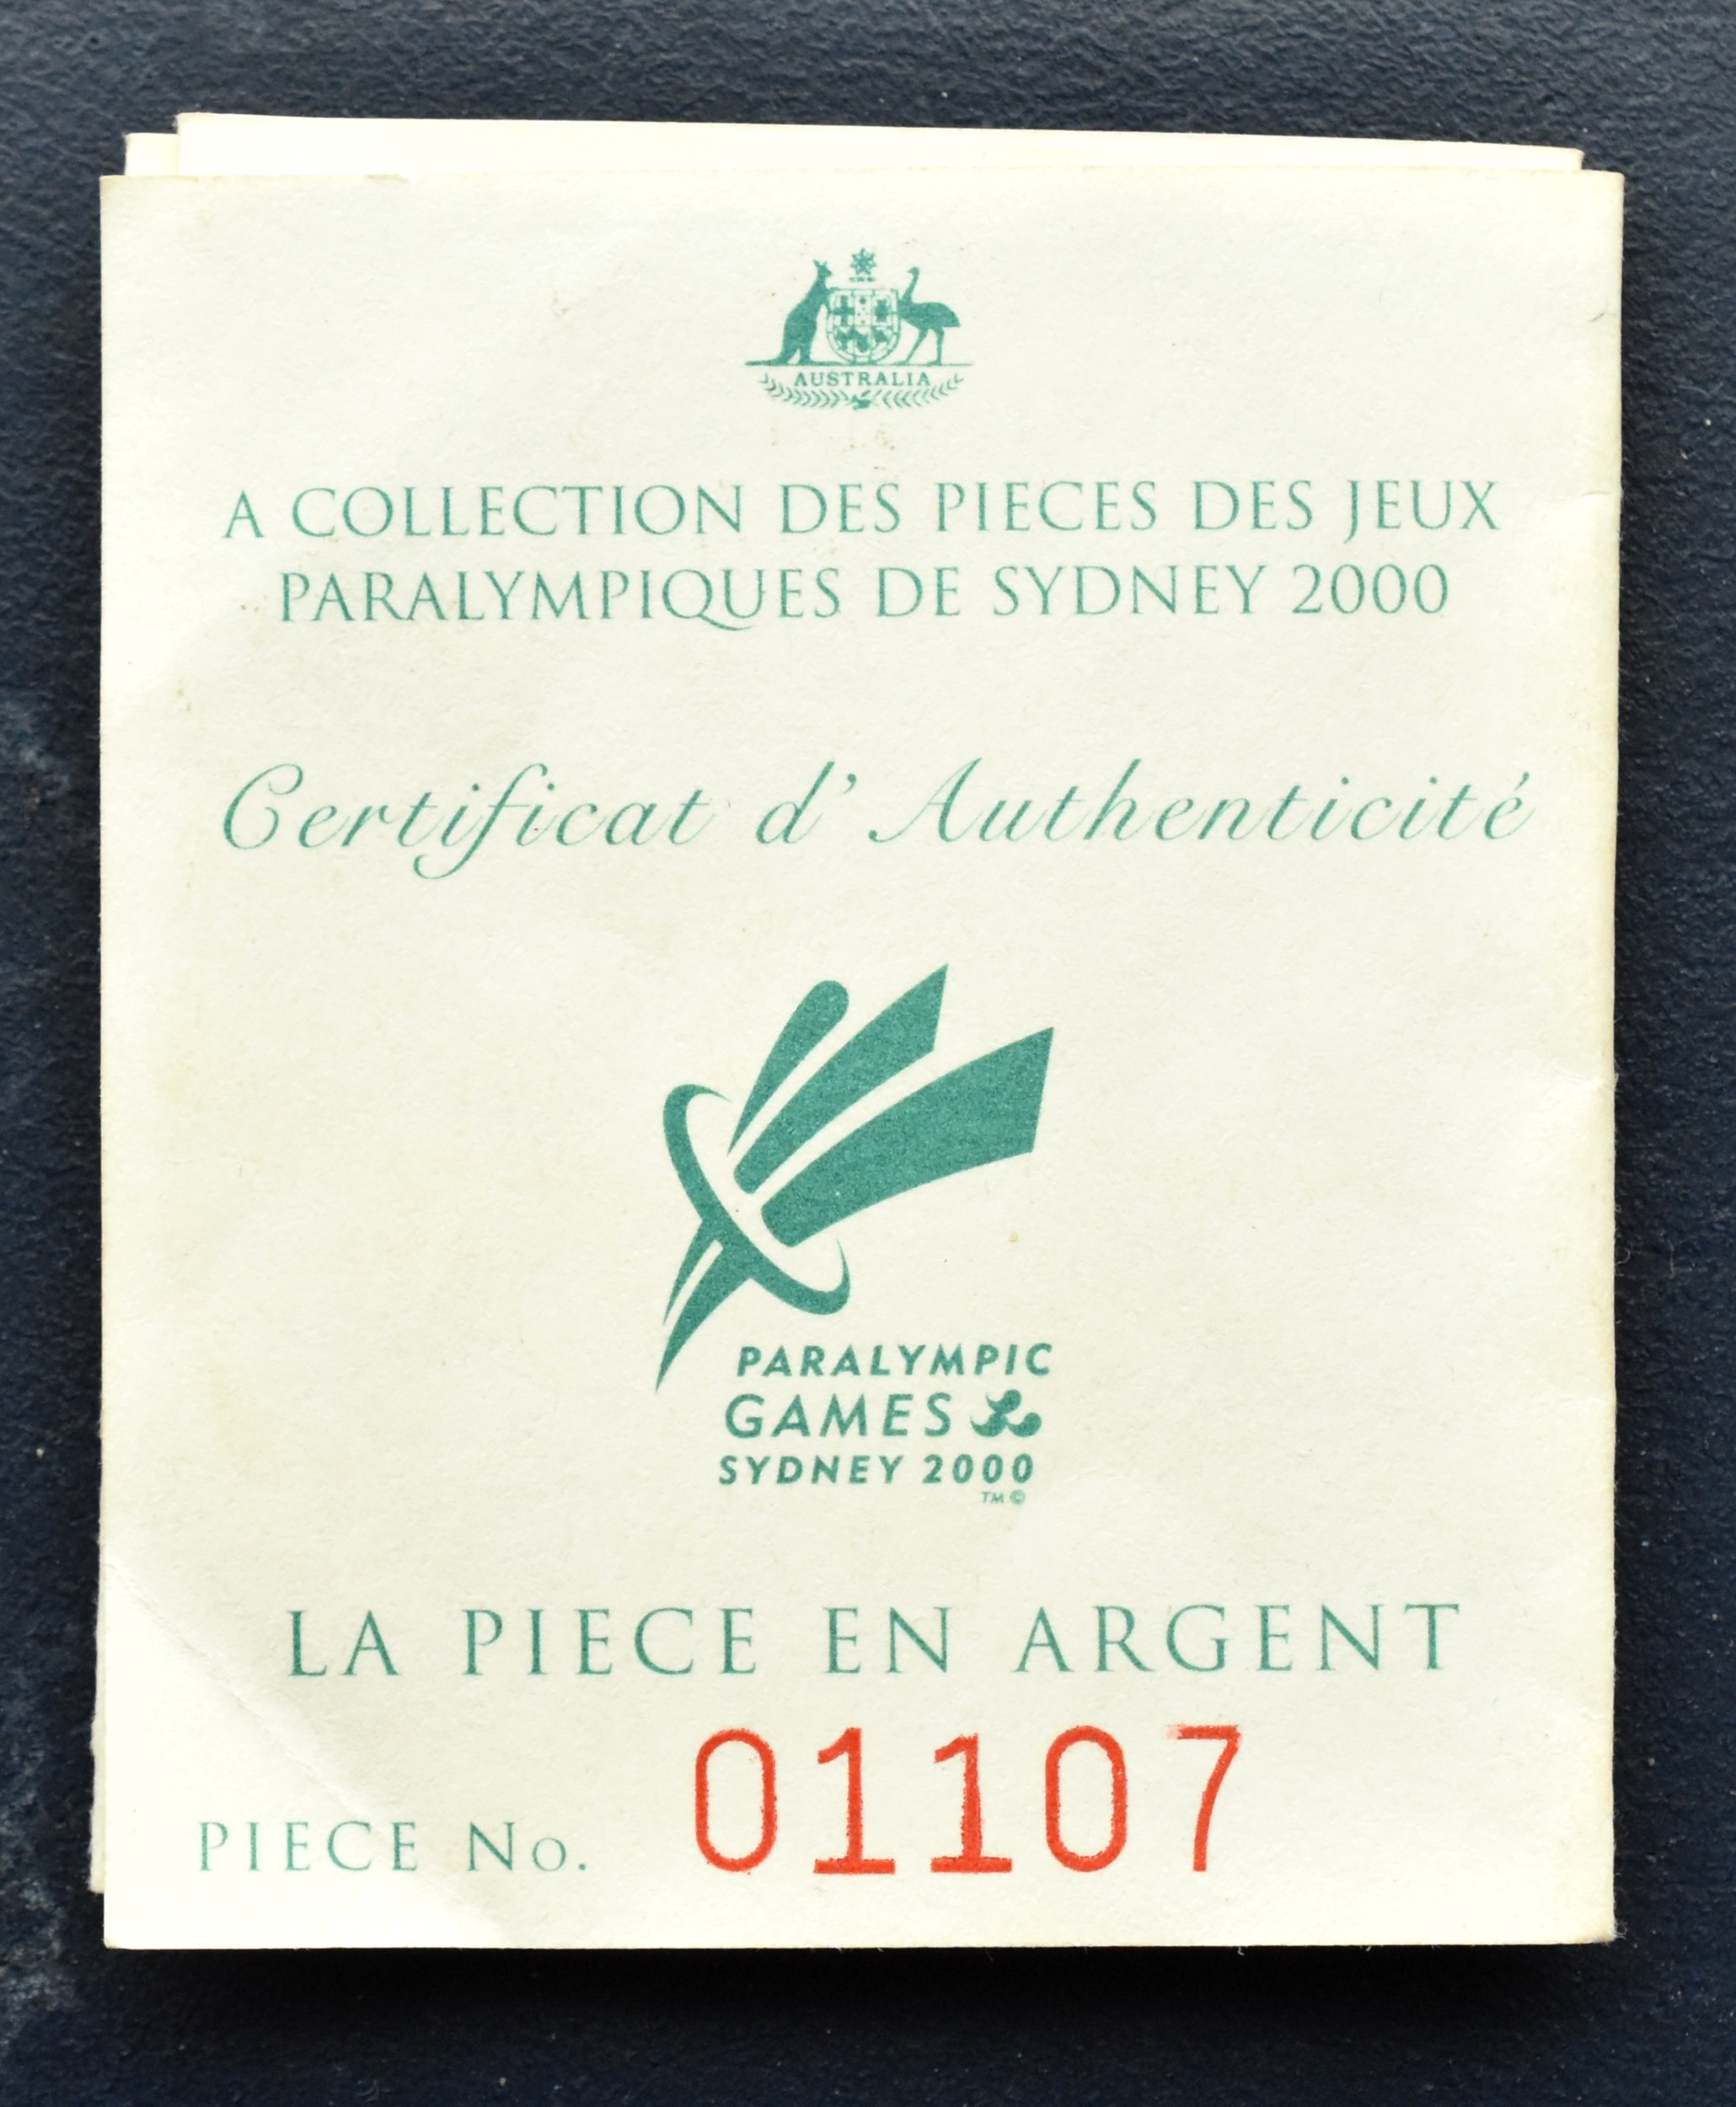 AUSTRALIA
A COLLECTION DES PIECES DES JEUX
PARALYMPIQUES DE SYDNEY 2000
Certificat d' Authenticité
PARALYMPIC
GAMES
SYDNEY 2000
TM ©
LA PIECE EN ARGENT
PIECE No. 01107